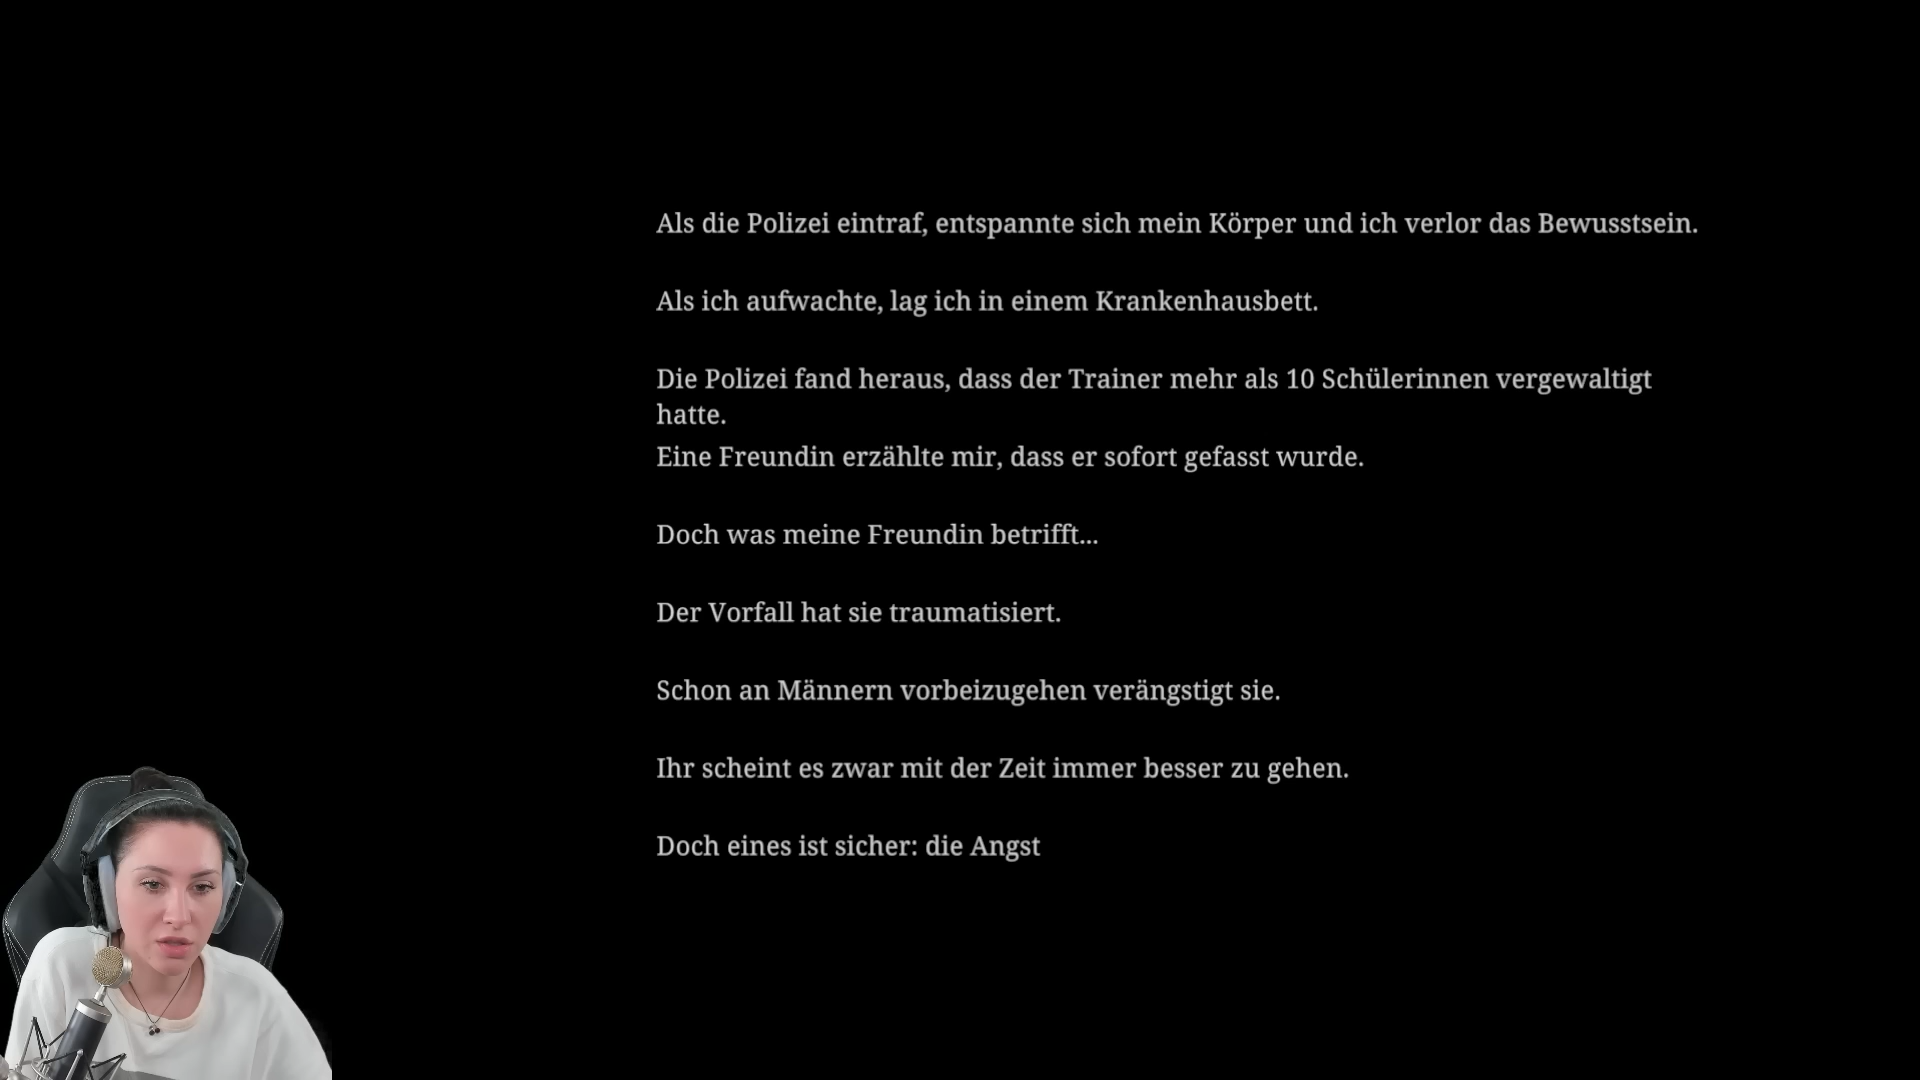 Als die Polizei eintraf, entspannte sich mein Körper und ich verlor das Bewusstsein.
Als ich aufwachte, lag ich in einem Krankenhausbett.
Die Polizei fand heraus, dass der Trainer mehr als 10 Schülerinnen vergewaltigt
hatte.
Eine Freundin erzählte mir, dass er sofort gefasst wurde.
Doch was meine Freundin betrifft...
Der Vorfall hat sie traumatisiert.
Schon an Männern vorbeizugehen verängstigt sie.
Ihr scheint es zwar mit der Zeit immer besser zu gehen.
Doch eines ist sicher: die Angst